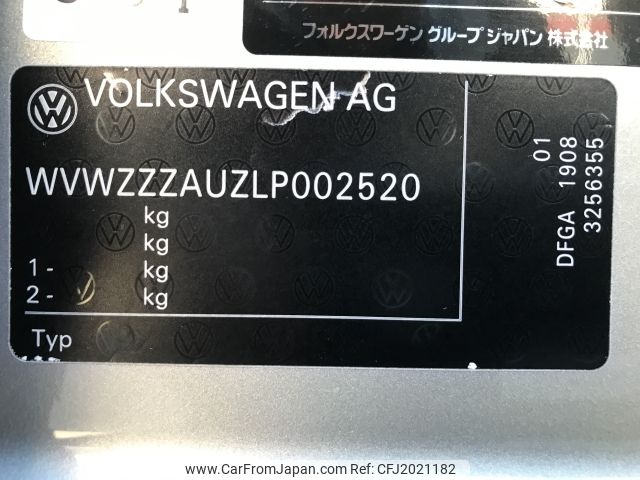 フォルクスワーゲン グループ ジャパン 株式会社
VOLKSWAGEN AG
WVWZZZAUZLP002520
kg
kg
1 - kg
2 - kg
Typ
01
DFGA 1908
3256355
www.CarFromJapan.com - CFJ2021182